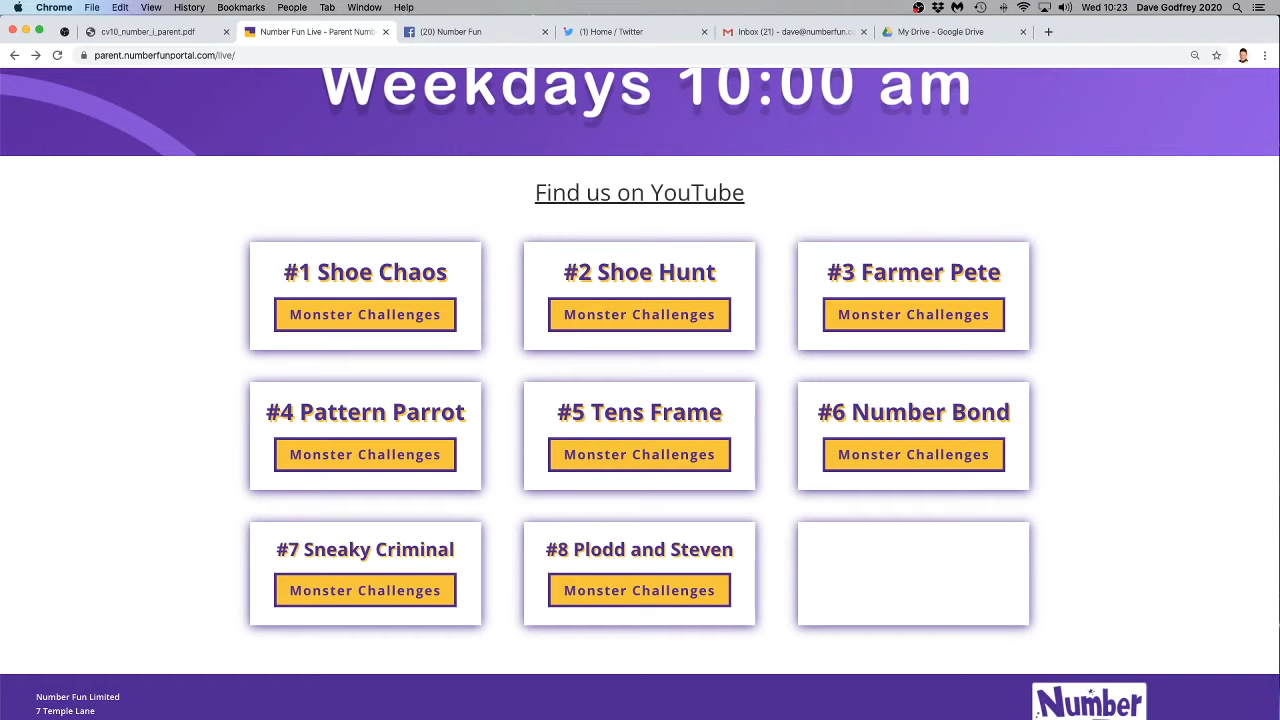 Chrome File Edit View History Bookmarks People Tab Window Help Wed 10:23 Dave Godfrey 2020
cv10_number_i_parent.pdf Number Fun Live - Parent Numb (20) Number Fun (1) Home / Twitter Inbox (21) - dave@numberfun.c My Drive - Google Drive
parent.numberfunportal.com/live/
Weekdays 10:00 am
Find us on YouTube
#1 Shoe Chaos #2 Shoe Hunt #3 Farmer Pete
Monster Challenges Monster Challenges Monster Challenges
#4 Pattern Parrot #5 Tens Frame #6 Number Bond
Monster Challenges Monster Challenges Monster Challenges
#7 Sneaky Criminal #8 Plodd and Steven
Monster Challenges Monster Challenges
Number Fun Limited
7 Temple Lane
Number